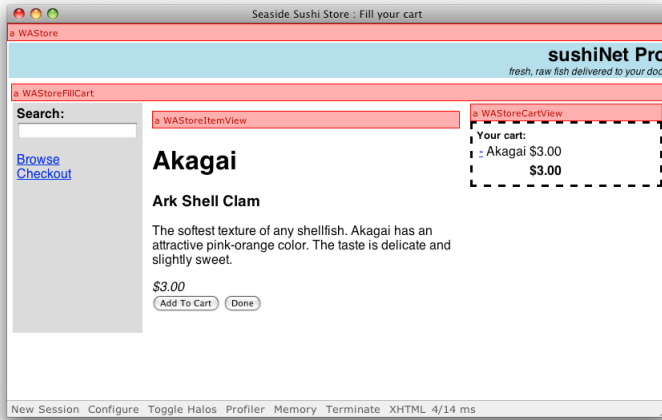 Seaside Sushi Store : Fill your cart
a WAStore
sushiNet Pro
fresh, raw fish delivered to your doo
a WAStoreFillCart
Search:
Browse
Checkout
a WAStoreItemView
Akagai
Ark Shell Clam
The softest texture of any shellfish. Akagai has an
attractive pink-orange color. The taste is delicate and
slightly sweet.
$3.00
Add To Cart Done
a WAStoreCartView
Your cart:
- Akagai $3.00
$3.00
New Session Configure Toggle Halos Profiler Memory Terminate XHTML 4/14 ms